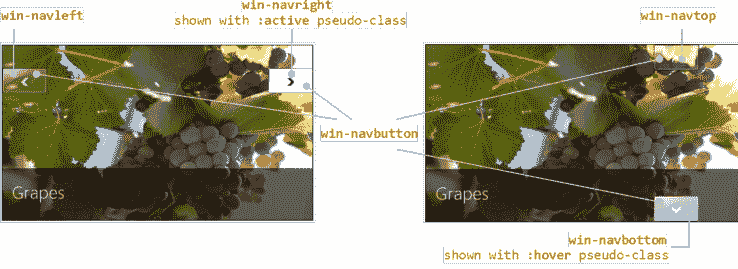 win-navleft
win-navright
shown with :active pseudo-class
win-navtop
win-navbutton
Grapes
Grapes
win-navbottom
shown with :hover pseudo-class